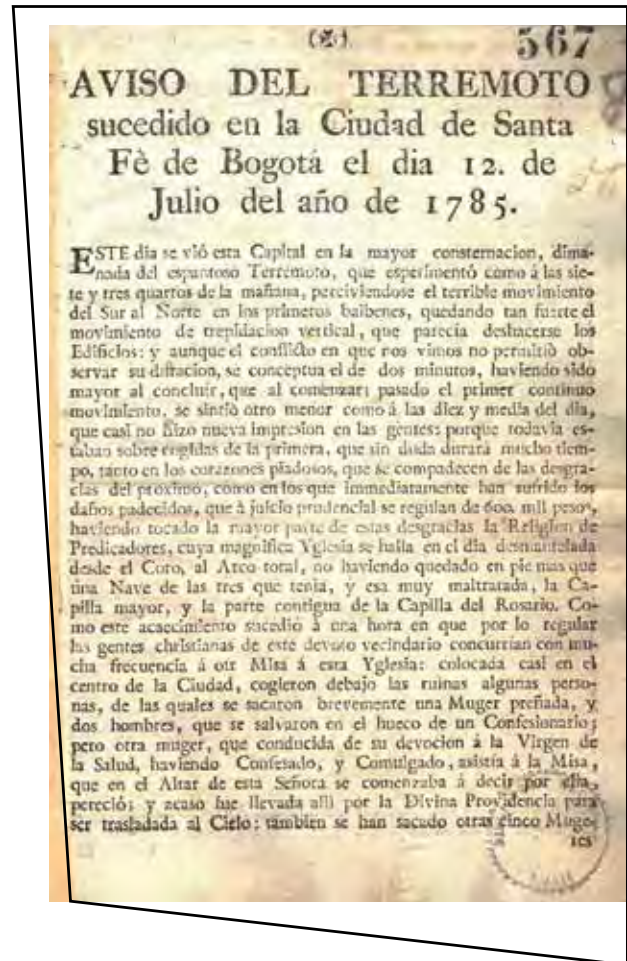 567
AVISO DEL TERREMOTO
sucedido en la Ciudad de Santa
Fè de Bogotá el dia 12. de
Julio del año de 1785.
ESTE dia se vió esta Capital en la mayor consternacion, dima-
nada del espantoso Terremoto, que esperimentó como á las sie-
te y tres quartos de la mañana, perciviendose el terrible movimiento
del Sur al Norte en los primeros baibenes, quedando tan fuerte el
movimiento de trepidacion vertical, que parecia deshacerse los
Edificios: y aunque el conflicto en que nos vimos no permitiò ob-
servar su duracion, se conceptua el de dos minutos, haviendo sido
mayor al concluir, que al comenzar: pasado el primer continuo
movimiento, se sintiò otro menor como á las diez y media del dia,
que casi no hizo nueva impresion en las gentes: porque todavia es-
taban sobre cogidas de la primera, que sin duda durará mucho tiem-
po, tanto en los corazones piadosos, que se compadecen de las desgra-
cias del proximo, como en los que immediatamente han sufrido los
daños padecidos, que à juicio prudencial se regulan de 600. mil pesos,
haviendo tocado la mayor parte de estas desgracias la Religion de
Predicadores, cuya magnifica Yglesia se halla en el dia desmantelada
desde el Coro, al Arco toral, no haviendo quedado en pie mas que
una Nave de las tres que tenia, y esa muy maltratada, la Ca-
pilla mayor, y la parte contigua de la Capilla del Rosario. Co-
mo este acaecimiento sucediò à una hora en que por lo regular
las gentes christianas de este devoto vecindario concurrian con mu-
cha frecuencia á oir Misa á esta Yglesia: colocada casi en el
centro de la Ciudad, cogieron debajo las ruinas algunas perso-
nas, de las quales se sacaron brevemente una Muger preñada, y
dos hombres, que se salvaron en el hueco de un Confesionario;
pero otra muger, que conducida de su devocion à la Virgen de
la Salud, haviendo Confesado, y Comulgado, asistia á la Misa,
que en el Altar de esta Señora se comenzaba à decir por ella,
pereciò; y acaso fue llevada alli por la Divina Providencia para
ser trasladada al Cielo: tambien se han sacado otras cinco Muge-
res